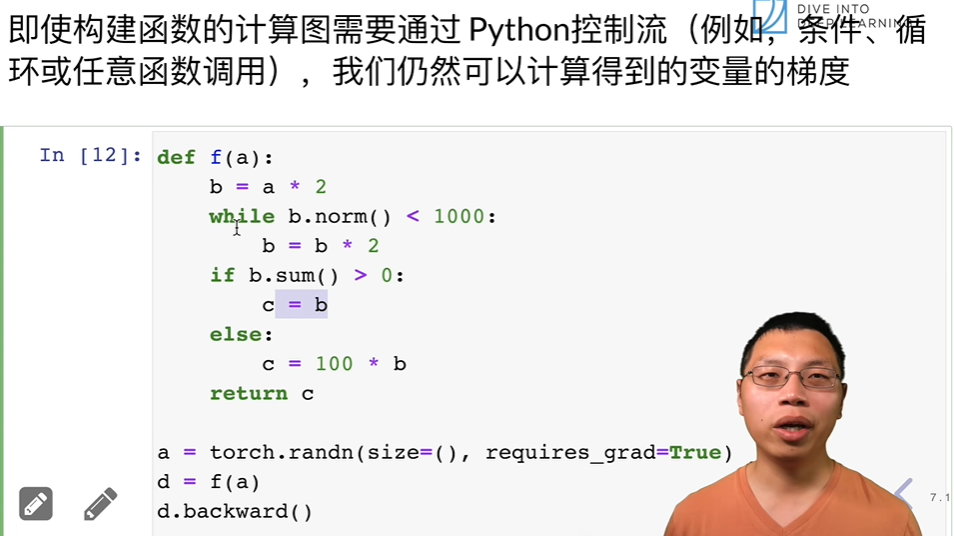 DIVE INTO
DEEP LEARNING
即使构建函数的计算图需要通过 Python控制流（例如，条件、循
环或任意函数调用），我们仍然可以计算得到的变量的梯度
In [12]: def f(a):
    b = a * 2
    while b.norm() < 1000:
        b = b * 2
    if b.sum() > 0:
        c = b
    else:
        c = 100 * b
    return c
a = torch.randn(size=(), requires_grad=True)
d = f(a)
d.backward()
7.1